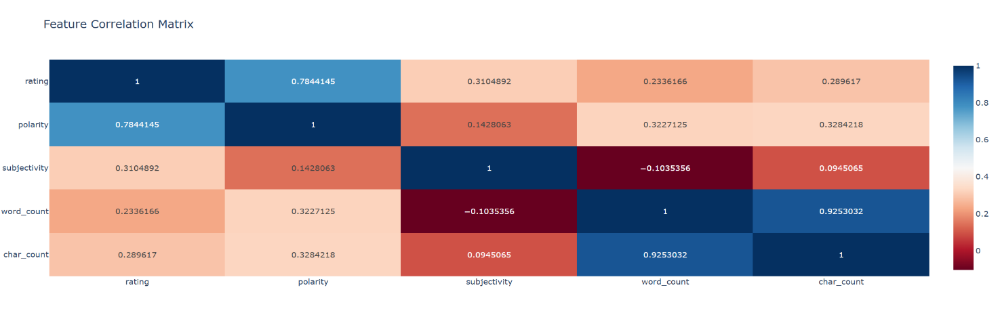 Feature Correlation Matrix
rating 1 0.7844145 0.3104892 0.2336166 0.289617
polarity 0.7844145 1 0.1428063 0.3227125 0.3284218
subjectivity 0.3104892 0.1428063 1 −0.1035356 0.0945065
word_count 0.2336166 0.3227125 −0.1035356 1 0.9253032
char_count 0.289617 0.3284218 0.0945065 0.9253032 1
rating polarity subjectivity word_count char_count
1
0.8
0.6
0.4
0.2
0